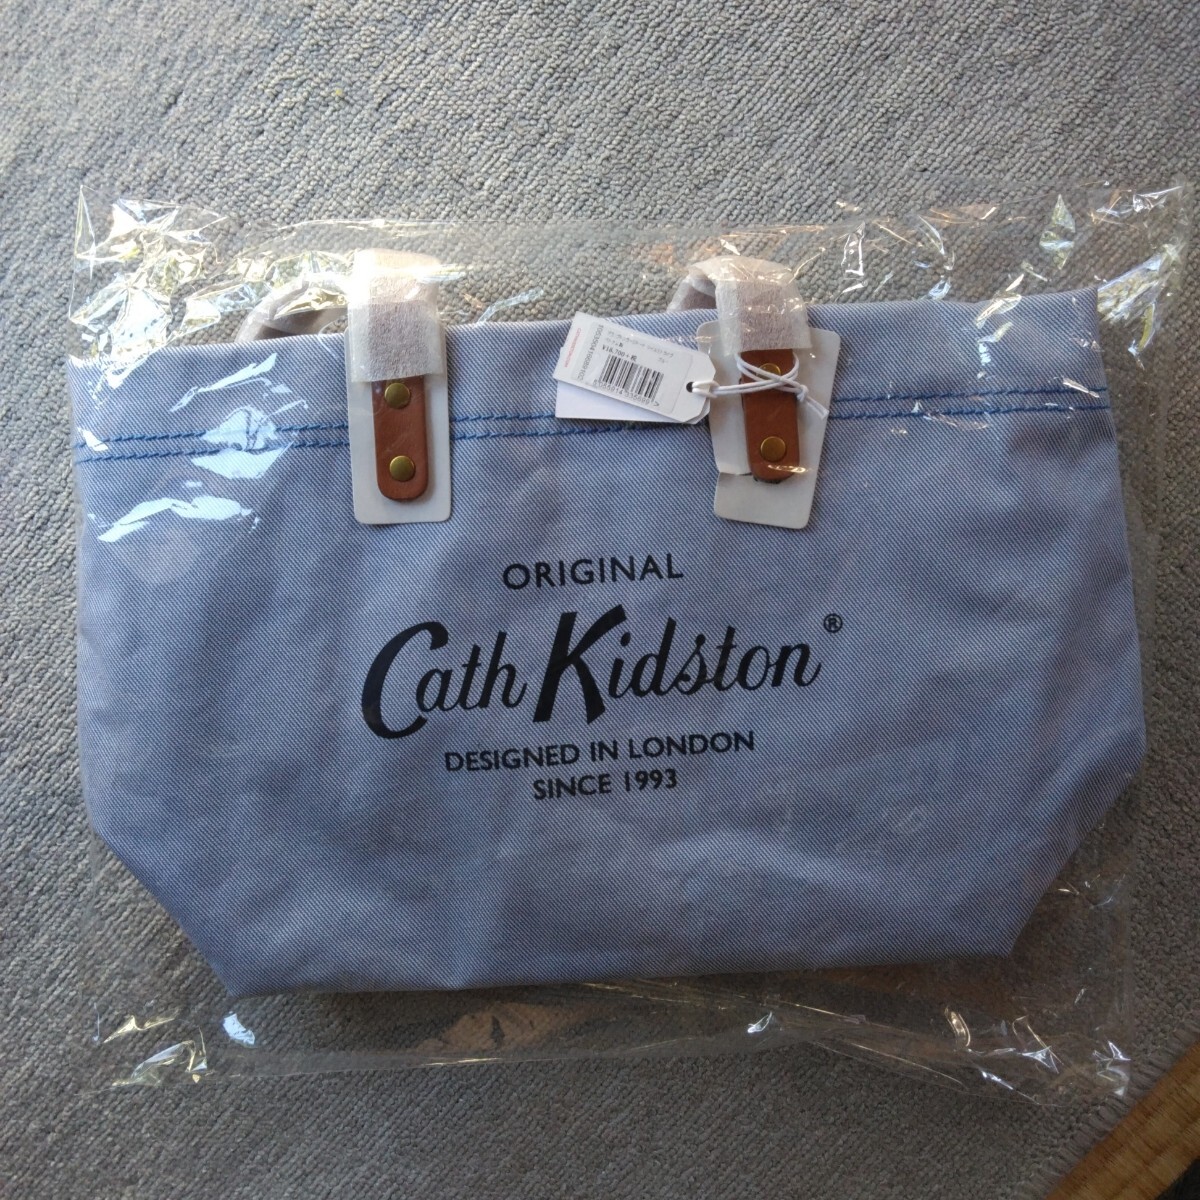 ORIGINAL
Cath Kidston®
DESIGNED IN LONDON
SINCE 1993